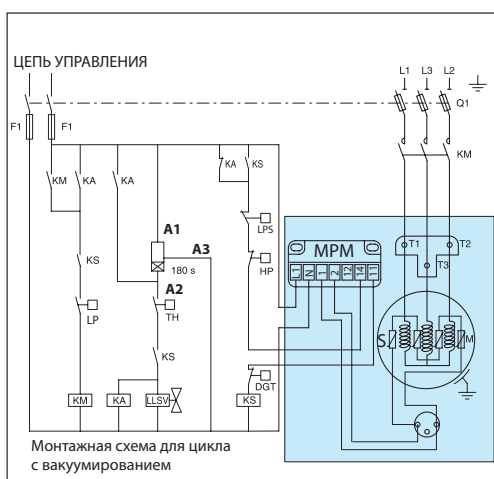 ЦЕПЬ УПРАВЛЕНИЯ
L1 L3 L2
F1 F1 Q1
KM
KM KA KA KA KS
A1 A3
LPS
180 s
HP
MPM
L1 N 1 2 12 14 11
T1 T2
T3
KS
LP
A2
TH
KS
S M
DGT
KM KA LLSV KS
Монтажная схема для цикла
с вакуумированием